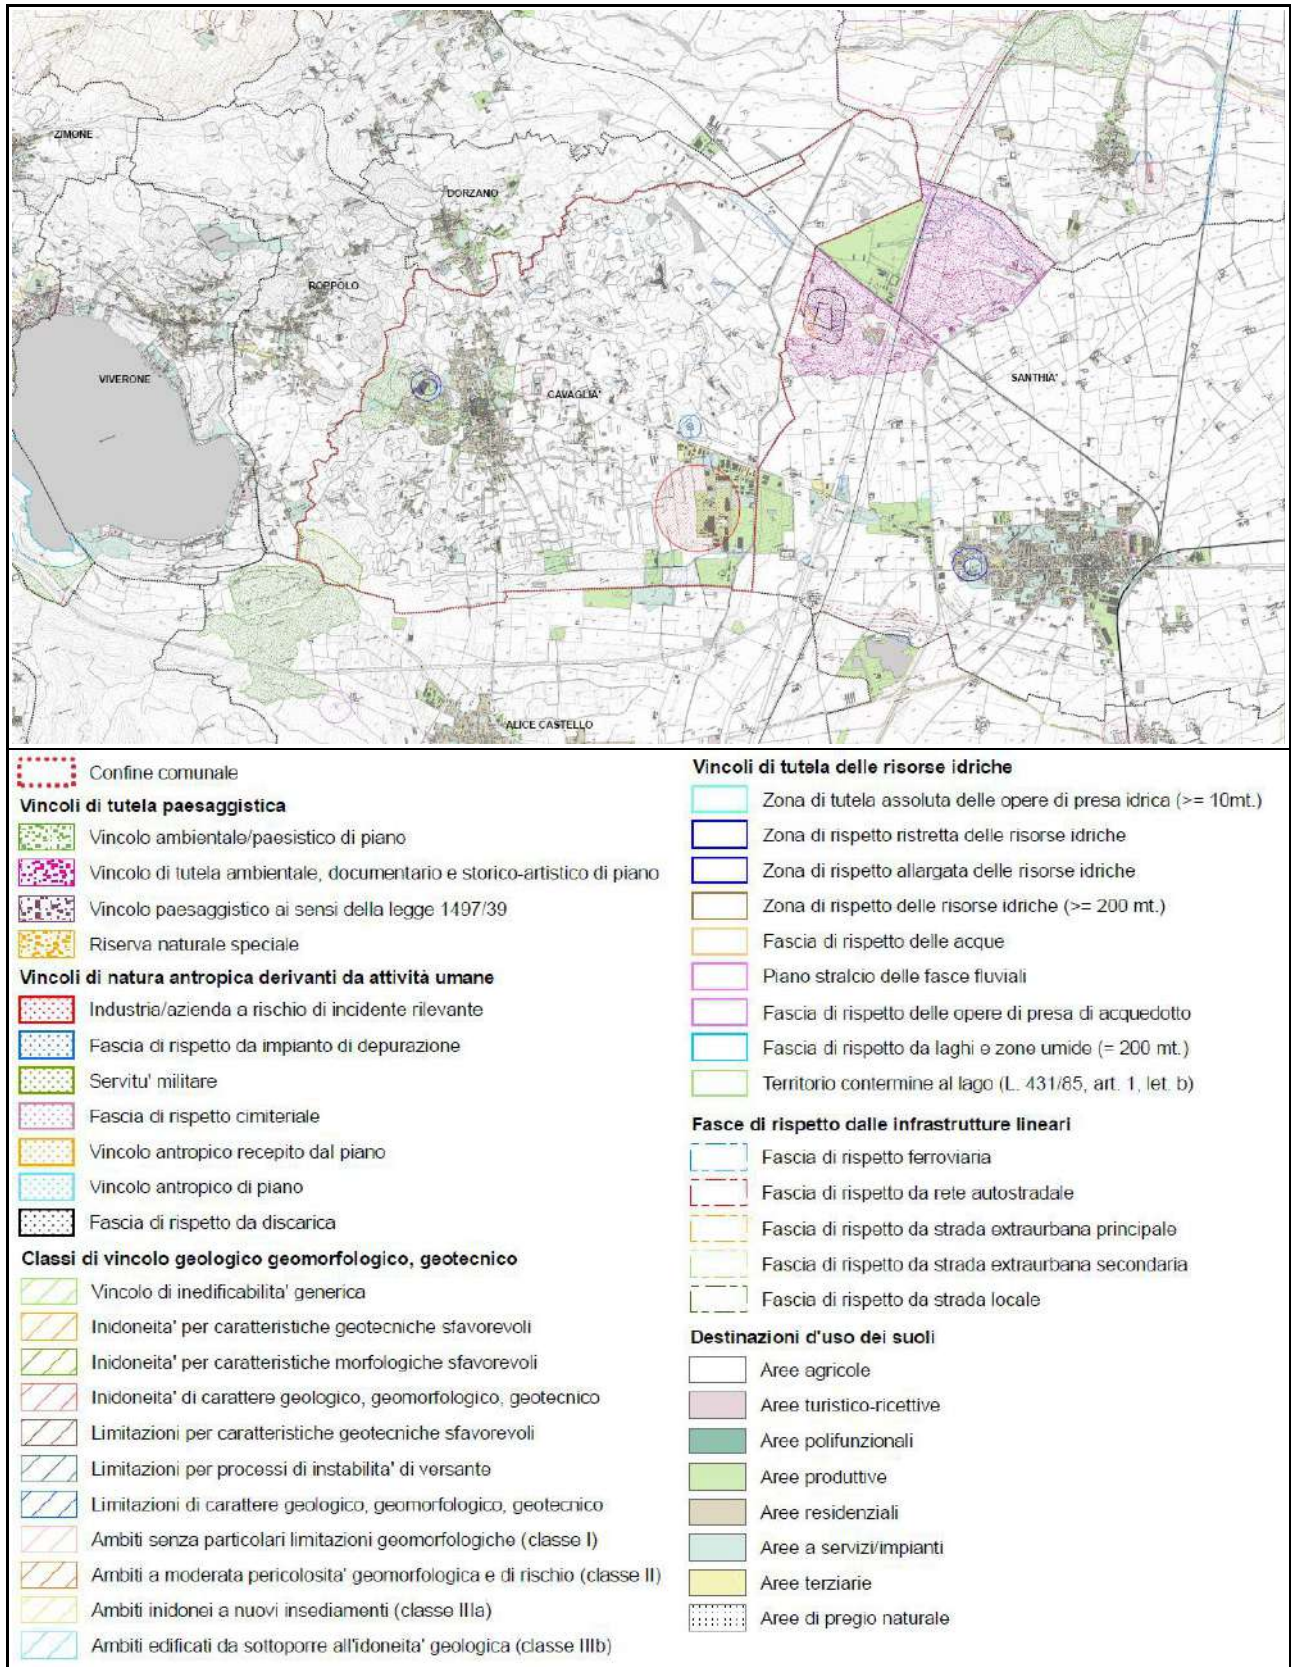 ZIMONE
DORZANO
ROPPOLO
VIVERONE
CAVAGLIA'
SANTHIA'
ALICE CASTELLO
Confine comunale
Vincoli di tutela paesaggistica
Vincolo ambientale/paesistico di piano
Vincolo di tutela ambientale, documentario e storico-artistico di piano
Vincolo paesaggistico ai sensi della legge 1497/39
Riserva naturale speciale
Vincoli di natura antropica derivanti da attività umane
Industria/azienda a rischio di incidente rilevante
Fascia di rispetto da impianto di depurazione
Servitu' militare
Fascia di rispetto cimiteriale
Vincolo antropico recepito dal piano
Vincolo antropico di piano
Fascia di rispetto da discarica
Classi di vincolo geologico geomorfologico, geotecnico
Vincolo di inedificabilita' generica
Inidoneita' per caratteristiche geotecniche sfavorevoli
Inidoneita' per caratteristiche morfologiche sfavorevoli
Inidoneita' di carattere geologico, geomorfologico, geotecnico
Limitazioni per caratteristiche geotecniche sfavorevoli
Limitazioni per processi di instabilita' di versante
Limitazioni di carattere geologico, geomorfologico, geotecnico
Ambiti senza particolari limitazioni geomorfologiche (classe I)
Ambiti a moderata pericolosita' geomorfologica e di rischio (classe II)
Ambiti inidonei a nuovi insediamenti (classe IIIa)
Ambiti edificati da sottoporre all'idoneita' geologica (classe IIIb)
Vincoli di tutela delle risorse idriche
Zona di tutela assoluta delle opere di presa idrica (>= 10mt.)
Zona di rispetto ristretta delle risorse idriche
Zona di rispetto allargata delle risorse idriche
Zona di rispetto delle risorse idriche (>= 200 mt.)
Fascia di rispetto delle acque
Piano stralcio delle fasce fluviali
Fascia di rispetto delle opere di presa di acquedotto
Fascia di rispetto da laghi e zone umide (= 200 mt.)
Territorio contermine al lago (L. 431/85, art. 1, let. b)
Fasce di rispetto dalle infrastrutture lineari
Fascia di rispetto ferroviaria
Fascia di rispetto da rete autostradale
Fascia di rispetto da strada extraurbana principale
Fascia di rispetto da strada extraurbana secondaria
Fascia di rispetto da strada locale
Destinazioni d'uso dei suoli
Aree agricole
Aree turistico-ricettive
Aree polifunzionali
Aree produttive
Aree residenziali
Aree a servizi/impianti
Aree terziarie
Aree di pregio naturale